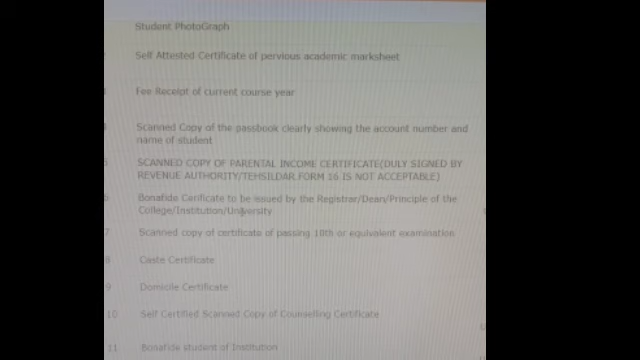 Student PhotoGraph
Self Attested Certificate of pervious academic marksheet
Fee Receipt of current course year
Scanned Copy of the passbook clearly showing the account number and
name of student
SCANNED COPY OF PARENTAL INCOME CERTIFICATE(DULY SIGNED BY
REVENUE AUTHORITY/TEHSILDAR.FORM 16 IS NOT ACCEPTABLE)
6 Bonafide Cerificate to be issued by the Registrar/Dean/Principle of the
College/Institution/University
7 Scanned copy of certificate of passing 10th or equivalent examination
8 Caste Certificate
9 Domicile Certificate
10 Self Certified Scanned Copy of Counselling Certificate
11 Bonafide student of Institution